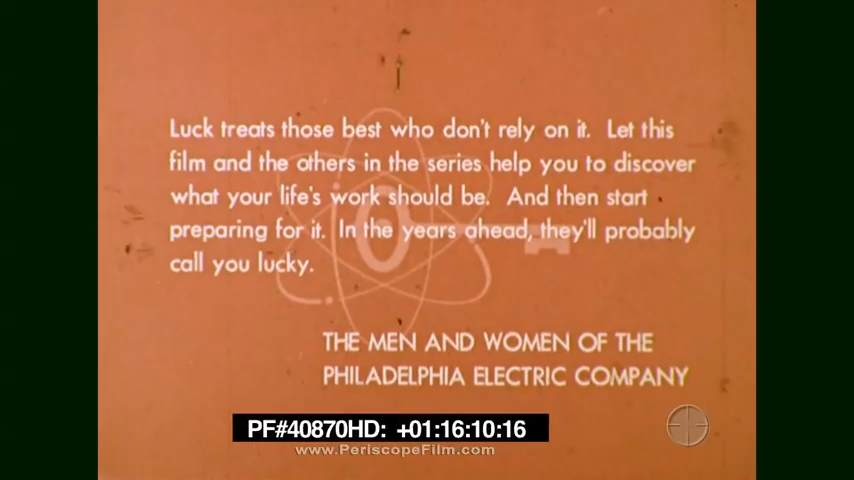 Luck treats those best who don't rely on it. Let this
film and the others in the series help you to discover
what your life's work should be. And then start
preparing for it. In the years ahead, they'll probably
call you lucky.
THE MEN AND WOMEN OF THE
PHILADELPHIA ELECTRIC COMPANY
PF#40870HD: +01:16:10:16
www.PeriscopeFilm.com